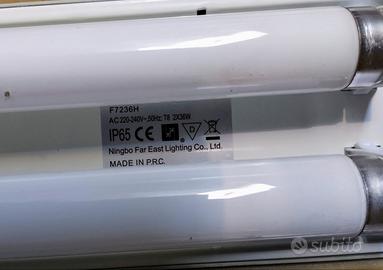 F7236H
AC 220-240V~,50Hz; T8 2X36W
IP65 CE D
Ningbo Far East Lighting Co., Ltd.
MADE IN P.R.C.
subito